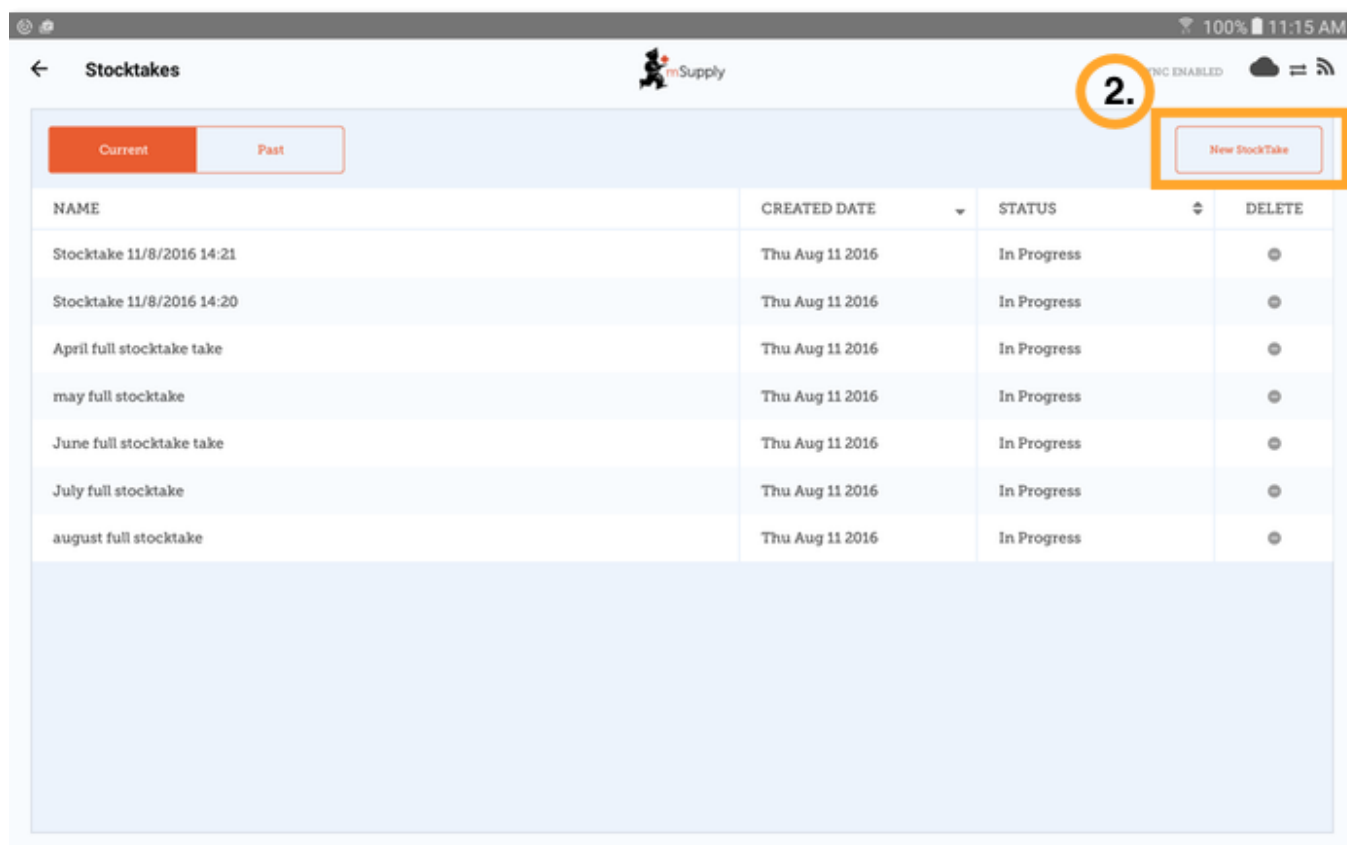 100% 11:15 AM
Stocktakes
mSupply
NC ENABLED
2.
Current
Past
New StockTake
NAME CREATED DATE STATUS DELETE
Stocktake 11/8/2016 14:21 Thu Aug 11 2016 In Progress
Stocktake 11/8/2016 14:20 Thu Aug 11 2016 In Progress
April full stocktake take Thu Aug 11 2016 In Progress
may full stocktake Thu Aug 11 2016 In Progress
June full stocktake take Thu Aug 11 2016 In Progress
July full stocktake Thu Aug 11 2016 In Progress
august full stocktake Thu Aug 11 2016 In Progress